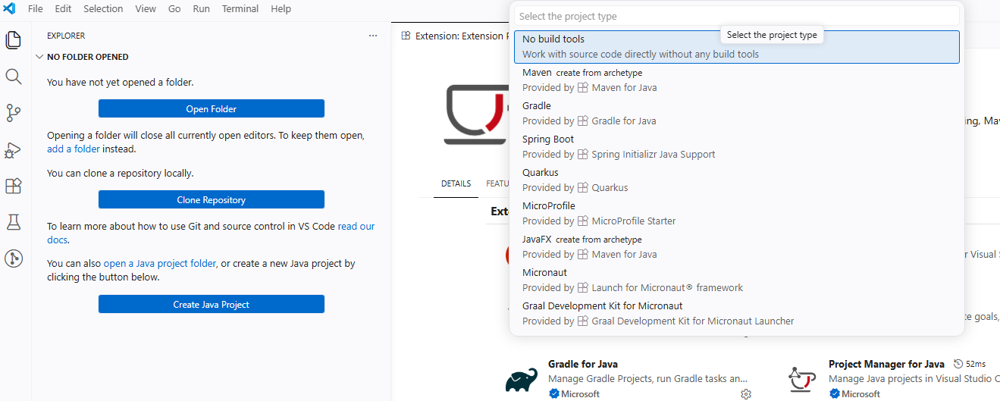 File Edit Selection View Go Run Terminal Help
EXPLORER
NO FOLDER OPENED
You have not yet opened a folder.
Open Folder
Opening a folder will close all currently open editors. To keep them open,
add a folder instead.
You can clone a repository locally.
Clone Repository
To learn more about how to use Git and source control in VS Code read our
docs.
You can also open a Java project folder, or create a new Java project by
clicking the button below.
Create Java Project
Extension: Extension
DETAILS
Select the project type
Select the project type
No build tools
Work with source code directly without any build tools
Maven create from archetype
Provided by Maven for Java
Gradle
Provided by Gradle for Java
Spring Boot
Provided by Spring Initializr Java Support
Quarkus
Provided by Quarkus
MicroProfile
Provided by MicroProfile Starter
JavaFX create from archetype
Provided by Maven for Java
Micronaut
Provided by Launch for Micronaut® framework
Graal Development Kit for Micronaut
Provided by Graal Development Kit for Micronaut Launcher
Gradle for Java
Manage Gradle Projects, run Gradle tasks an...
Microsoft
Project Manager for Java 52ms
Manage Java projects in Visual Studio
Microsoft